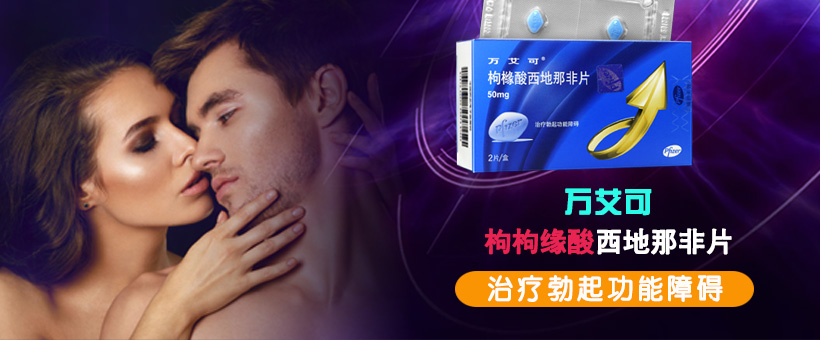 万艾可®
枸橼酸西地那非片
50mg
pfizer
治疗勃起功能障碍
2片/盒
Pfizer
万艾可
枸枸缘酸西地那非片
治疗勃起功能障碍